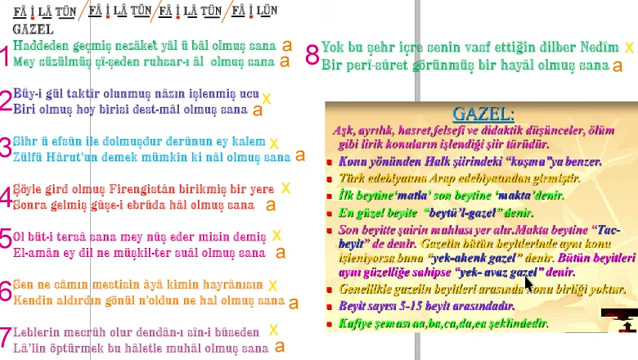 FÂ İ LÂ TÜN / FÂ İ LÂ TÜN / FÂ İ LÂ TÜN / FÂ İ LÜN
GAZEL
1 Haddeden geçmiş nezâket yâl ü bâl olmuş sana a
Mey süzülmüş şî-şeden ruhsar-ı âl olmuş sana a
2 Bûy-i gül taktîr olunmuş nâzın işlenmiş ucu x
Biri olmuş hoy birisi dest-mâl olmuş sana a
3 Sihr ü efsûn ile dolmuşdur derûnun ey kalem x
Zülfü Hârut'un demek mümkin ki nâl olmuş sana a
4 Şöyle gird olmuş Firengistân birikmiş bir yere x
Sonra gelmiş gûşe-i ebrûda hâl olmuş sana a
5 Ol büt-i tersâ sana mey nûş eder misin demiş x
El-amân ey dil ne müşkil-ter suâl olmuş sana a
6 Sen ne câmın mestisin âyâ kimin hayrânısın x
Kendin aldırdın gönül n'oldun ne hal olmuş sana a
7 Leblerin mecrûh olur dendân-ı sîn-i bûseden x
La'lin öptürmek bu hâletle muhâl olmuş sana a
8 Yok bu şehr içre senin vasf ettiğin dilber Nedîm x
Bir perî-sûret görünmüş bir hayâl olmuş sana a
GAZEL:
Aşk, ayrılık, hasret,felsefi ve didaktik düşünceler, ölüm
gibi lirik konuların işlendiği şiir türüdür.
Konu yönünden Halk şiirindeki "koşma"ya benzer.
Türk edebiyatına Arap edebiyatından girmiştir.
İlk beytine'matla' son beytine 'makta'denir.
En güzel beyite "beytü'l-gazel" denir.
Son beyitte şairin mahlası yer alır.Makta beytine "Tac-
beyit" de denir. Gazelin bütün beyitlerinde aynı konu
işleniyorsa buna "yek-ahenk gazel" denir. Bütün beyitleri
aynı güzelliğe sahipse "yek- avaz gazel" denir.
Genellikle gazelin beyitleri arasında konu birliği yoktur.
Beyit sayısı 5-15 beyit arasındadır.
Kafiye şeması aa,ba,ca,da,ea şeklindedir.